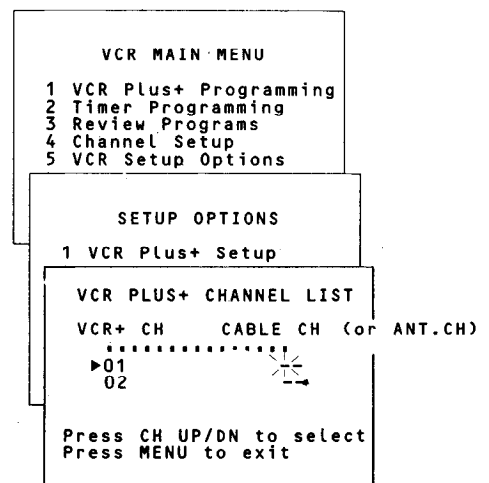 VCR MAIN MENU
1 VCR Plus+ Programming
2 Timer Programming
3 Review Programs
4 Channel Setup
5 VCR Setup Options
SETUP OPTIONS
1 VCR Plus+ Setup
VCR PLUS+ CHANNEL LIST
VCR+ CH CABLE CH (or ANT.CH)
▶01 --
02 --
Press CH UP/DN to select
Press MENU to exit